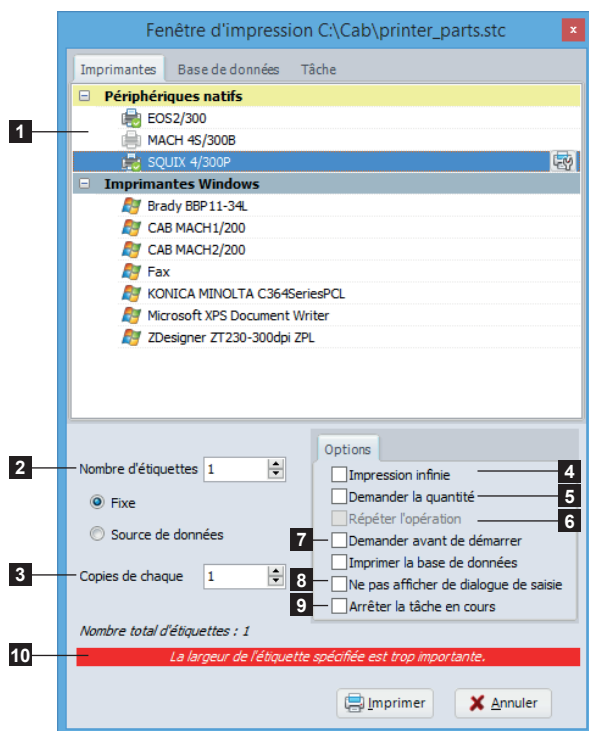 Fenêtre d'impression C:\Cab\printer_parts.stc x
Imprimantes Base de données Tâche
Périphériques natifs
EOS2/300
1
MACH 4S/300B
SQUIX 4/300P
Imprimantes Windows
Brady BBP11-34L
CAB MACH1/200
CAB MACH2/200
Fax
KONICA MINOLTA C364SeriesPCL
Microsoft XPS Document Writer
ZDesigner ZT230-300dpi ZPL
2 Nombre d'étiquettes 1
Fixe
Source de données
3 Copies de chaque 1
Options
Impression infinie 4
Demander la quantité 5
Répéter l'opération 6
7 Demander avant de démarrer
Imprimer la base de données
8 Ne pas afficher de dialogue de saisie
9 Arrêter la tâche en cours
Nombre total d'étiquettes : 1
10 La largeur de l'étiquette spécifiée est trop importante.
Imprimer Annuler